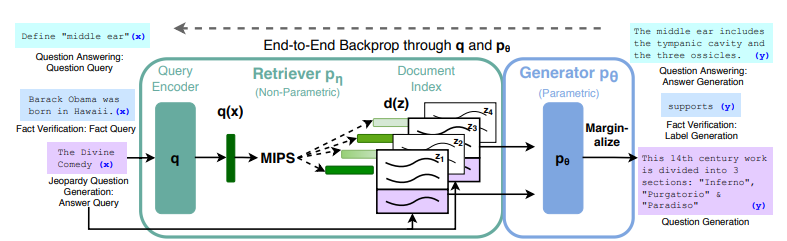 Define "middle ear"(x)
Question Answering:
Question Query
Barack Obama was
born in Hawaii.(x)
Fact Verification: Fact Query
The Divine
Comedy (x)
Jeopardy Question
Generation:
Answer Query
End-to-End Backprop through q and pθ
Query
Encoder
q
q(x)
Retriever pη
(Non-Parametric)
MIPS
Document
Index
d(z)
z4
z3
z2
z1
Generator pθ
(Parametric)
pθ
Margin-
alize
The middle ear includes
the tympanic cavity and
the three ossicles. (y)
Question Answering:
Answer Generation
supports (y)
Fact Verification:
Label Generation
This 14th century work
is divided into 3
sections: "Inferno",
"Purgatorio" &
"Paradiso" (y)
Question Generation